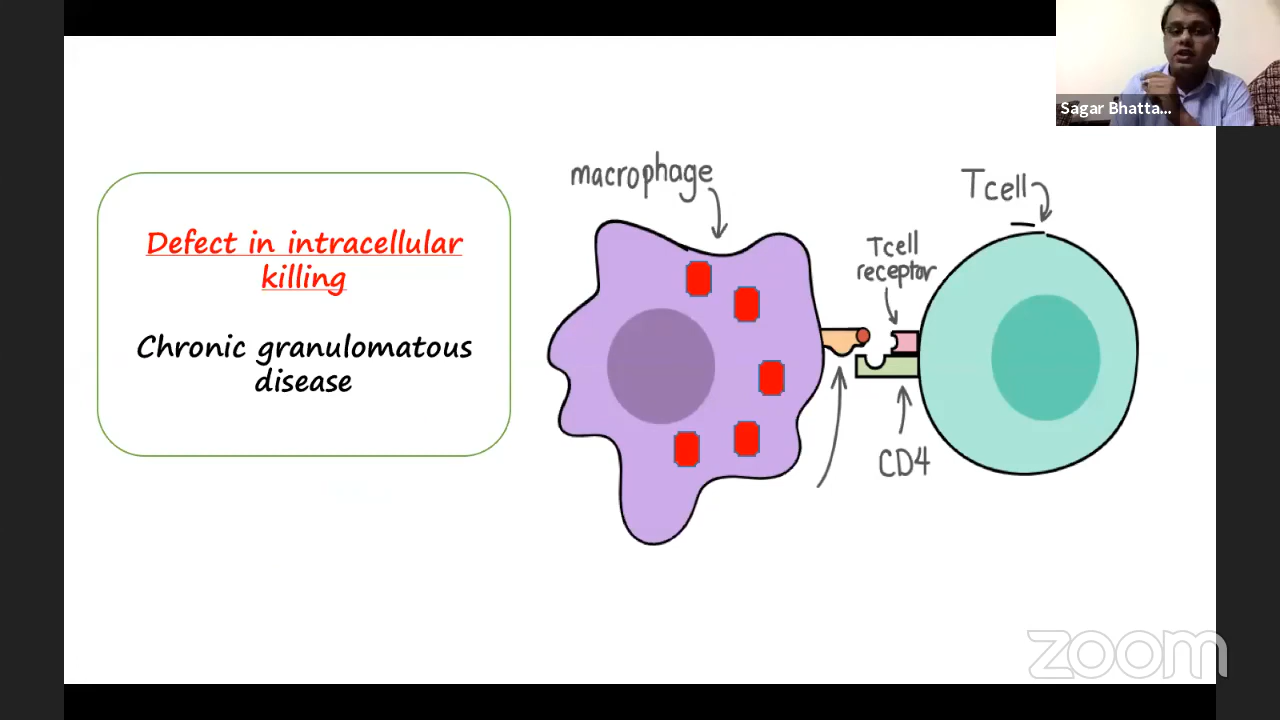 Sagar Bhatta...
Defect in intracellular
killing
Chronic granulomatous
disease
macrophage
Tcell
receptor
CD4
Tcell
zoom